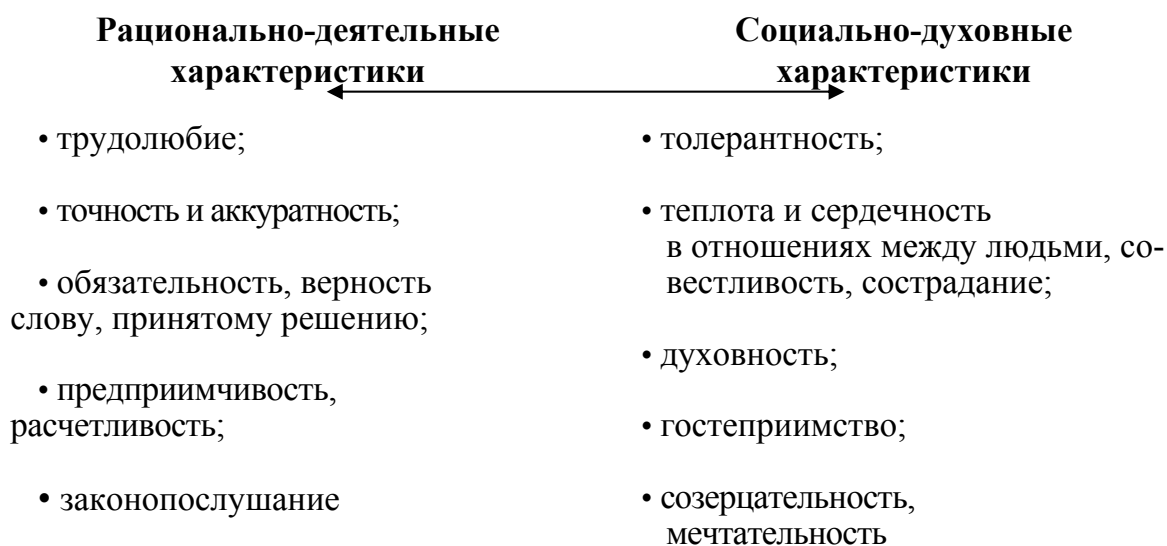 Рационально-деятельные
характеристики
• трудолюбие;
• точность и аккуратность;
• обязательность, верность
слову, принятому решению;
• предприимчивость,
расчетливость;
• законопослушание
Социально-духовные
характеристики
• толерантность;
• теплота и сердечность
в отношениях между людьми, со-
вестливость, сострадание;
• духовность;
• гостеприимство;
• созерцательность,
мечтательность